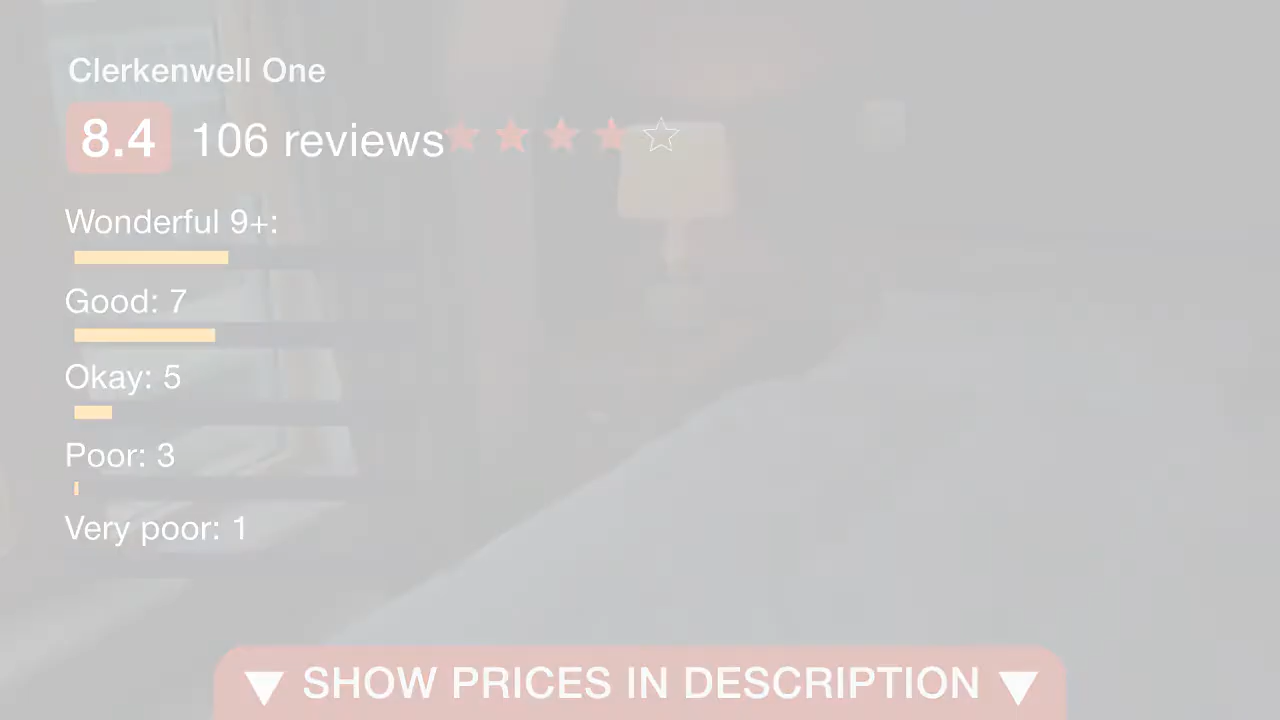 Clerkenwell One
8.4 106 reviews
Wonderful 9+:
Good: 7
Okay: 5
Poor: 3
Very poor: 1
SHOW PRICES IN DESCRIPTION